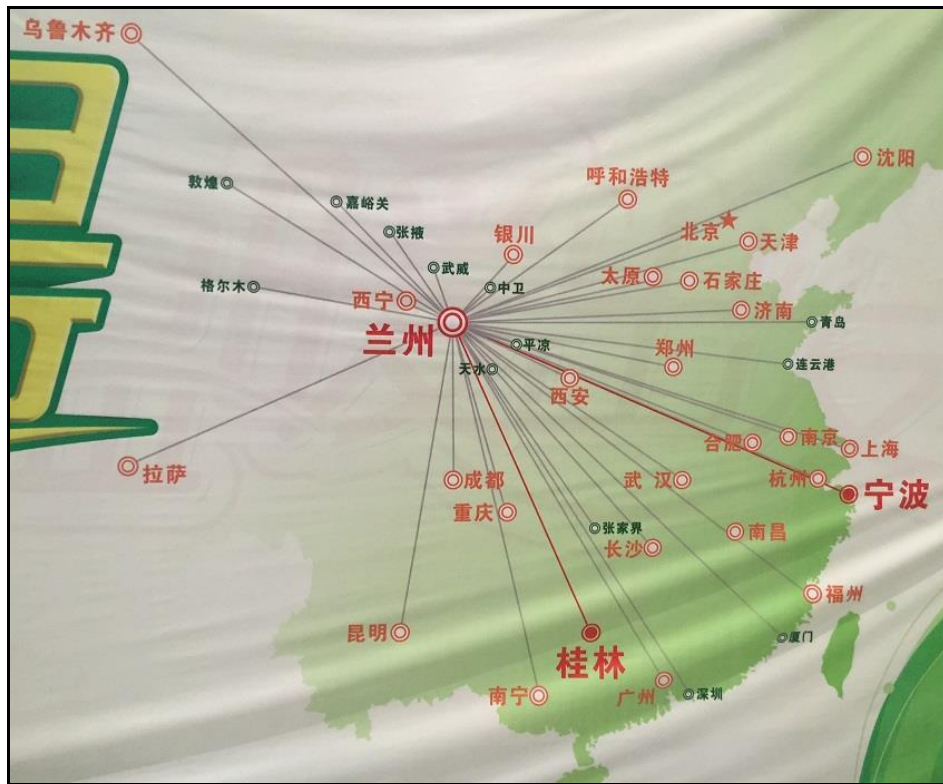 乌鲁木齐
沈阳
呼和浩特
敦煌
嘉峪关
张掖
北京
天津
银川
武威
太原
石家庄
格尔木
中卫
西宁
济南
兰州
青岛
平凉
郑州
天水
连云港
西安
南京
合肥
上海
拉萨
成都
武汉
杭州
宁波
重庆
张家界
南昌
长沙
福州
昆明
厦门
桂林
南宁
广州
深圳